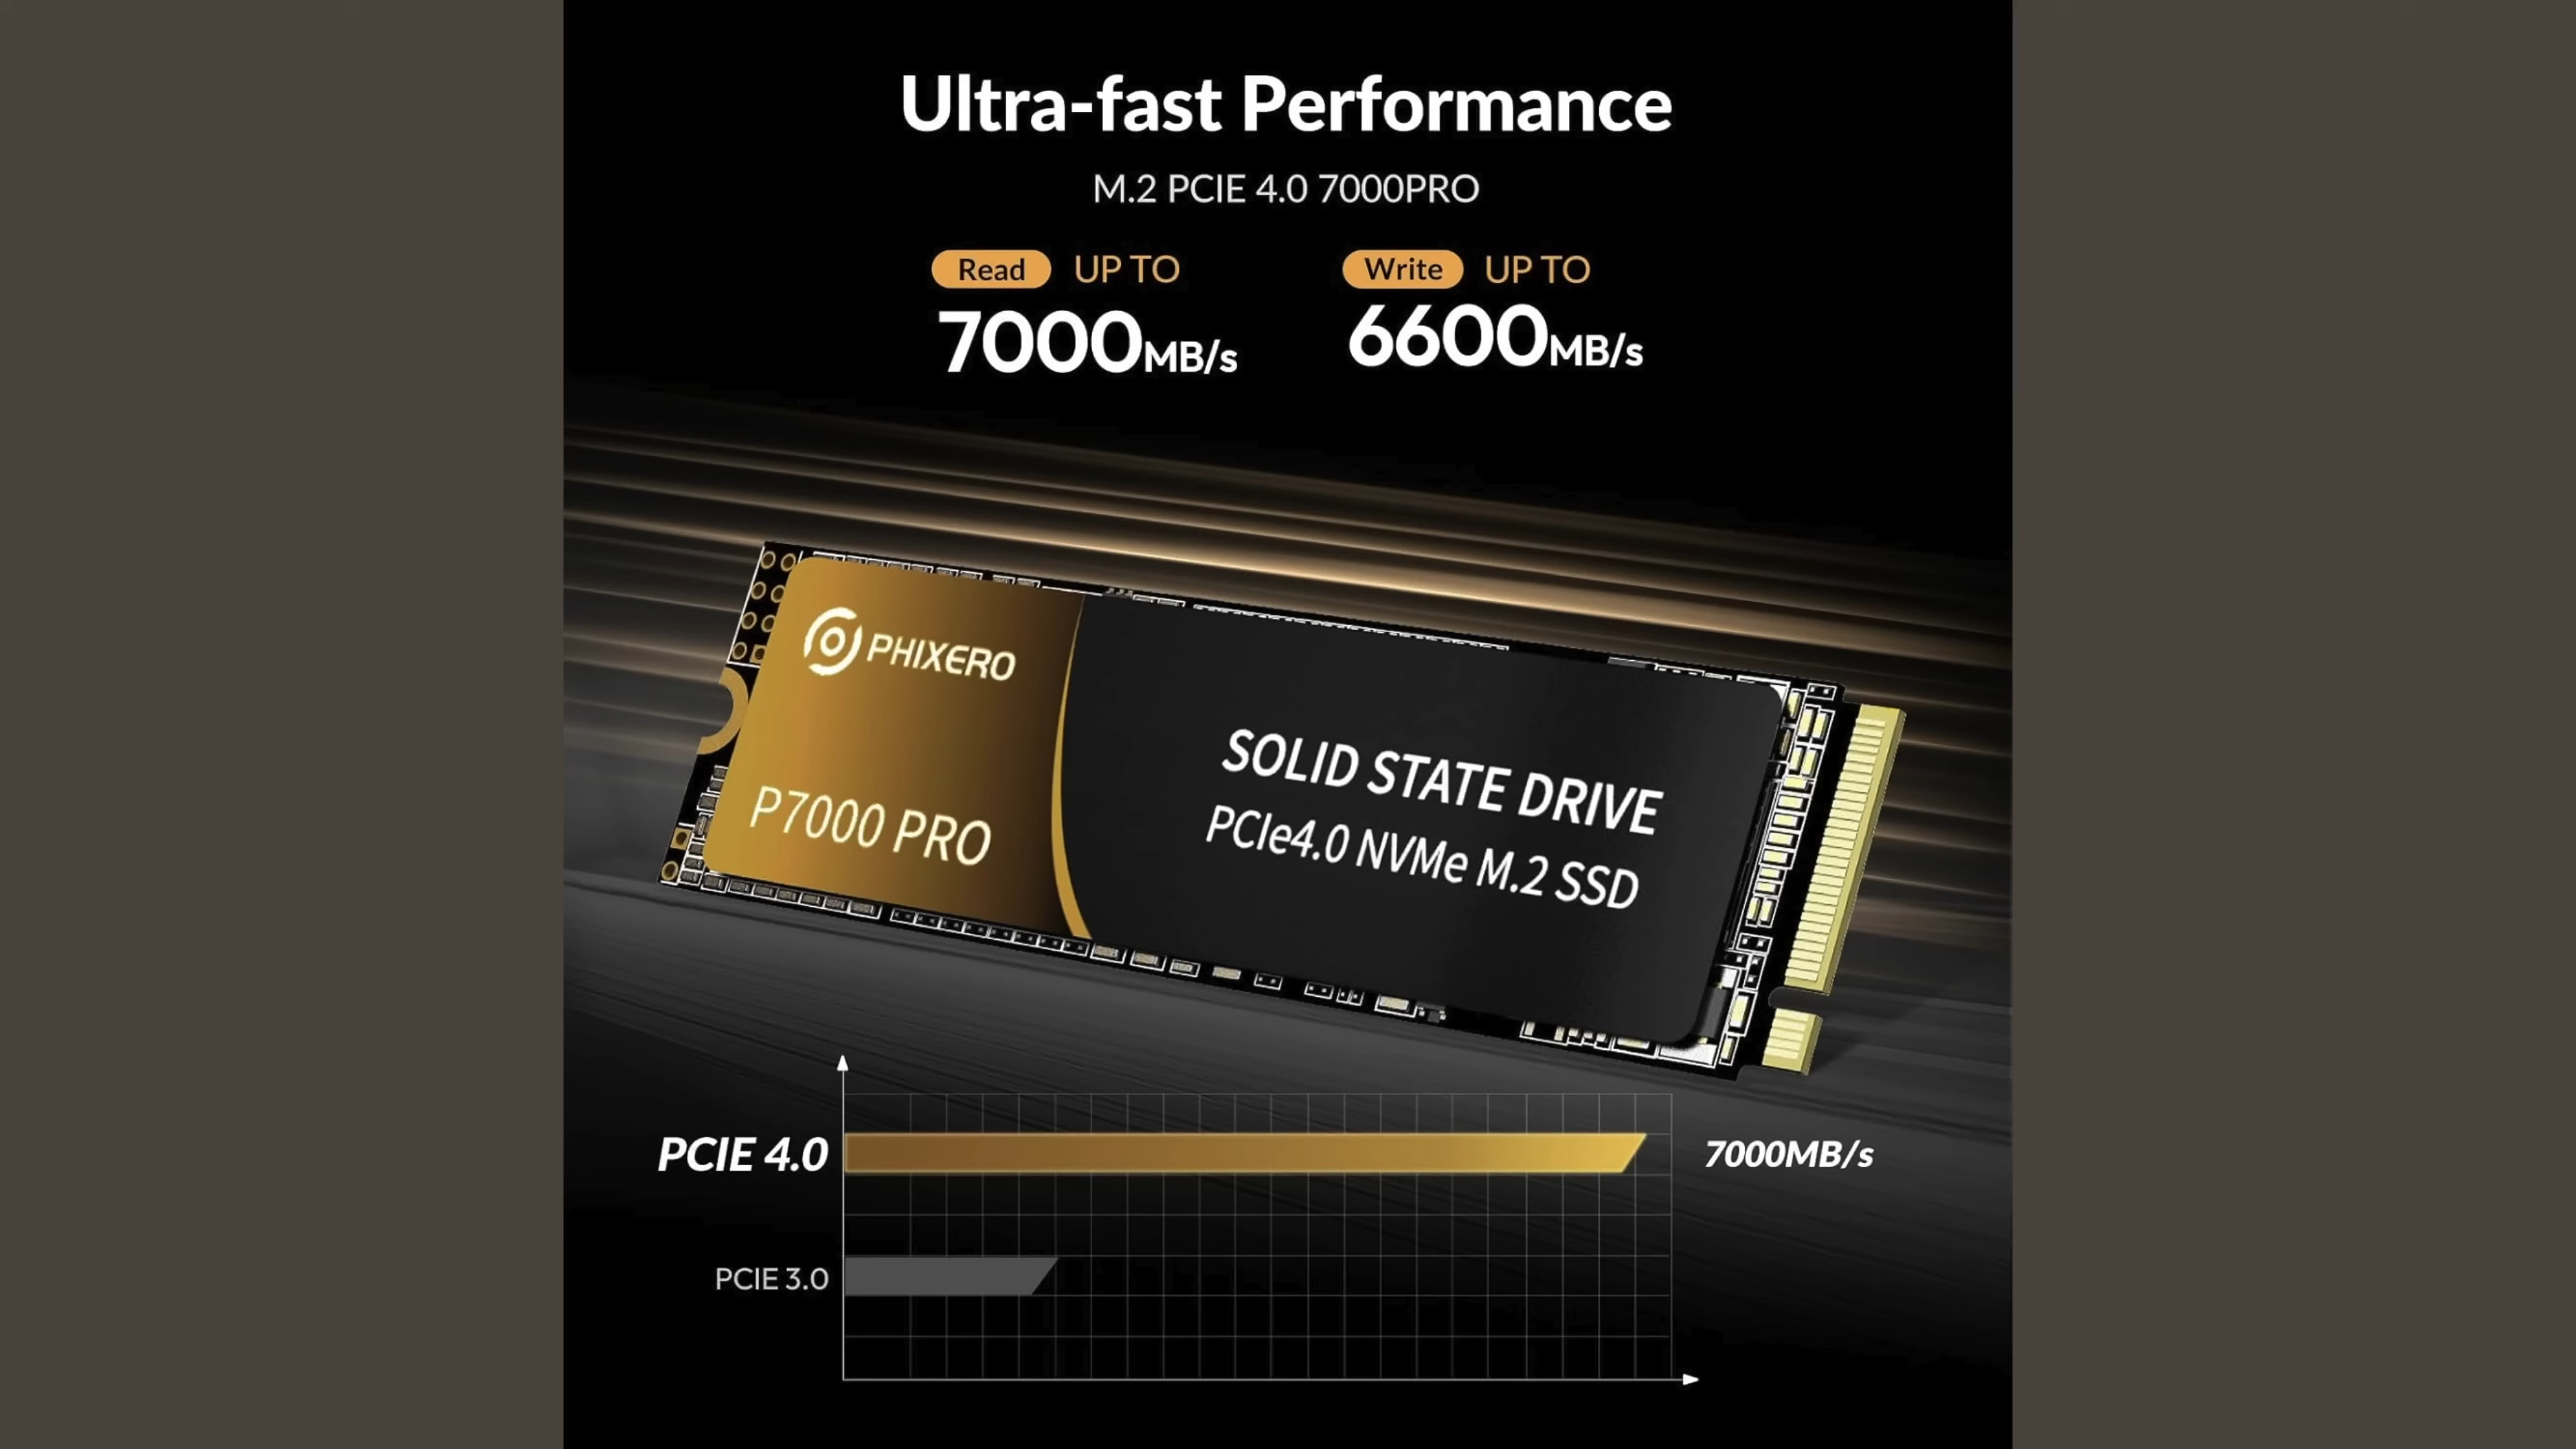 Ultra-fast Performance
M.2 PCIE 4.0 7000PRO
Read UP TO
7000MB/s
Write UP TO
6600MB/s
PHIXERO
P7000 PRO
SOLID STATE DRIVE
PCIe4.0 NVMe M.2 SSD
PCIE 4.0
7000MB/s
PCIE 3.0